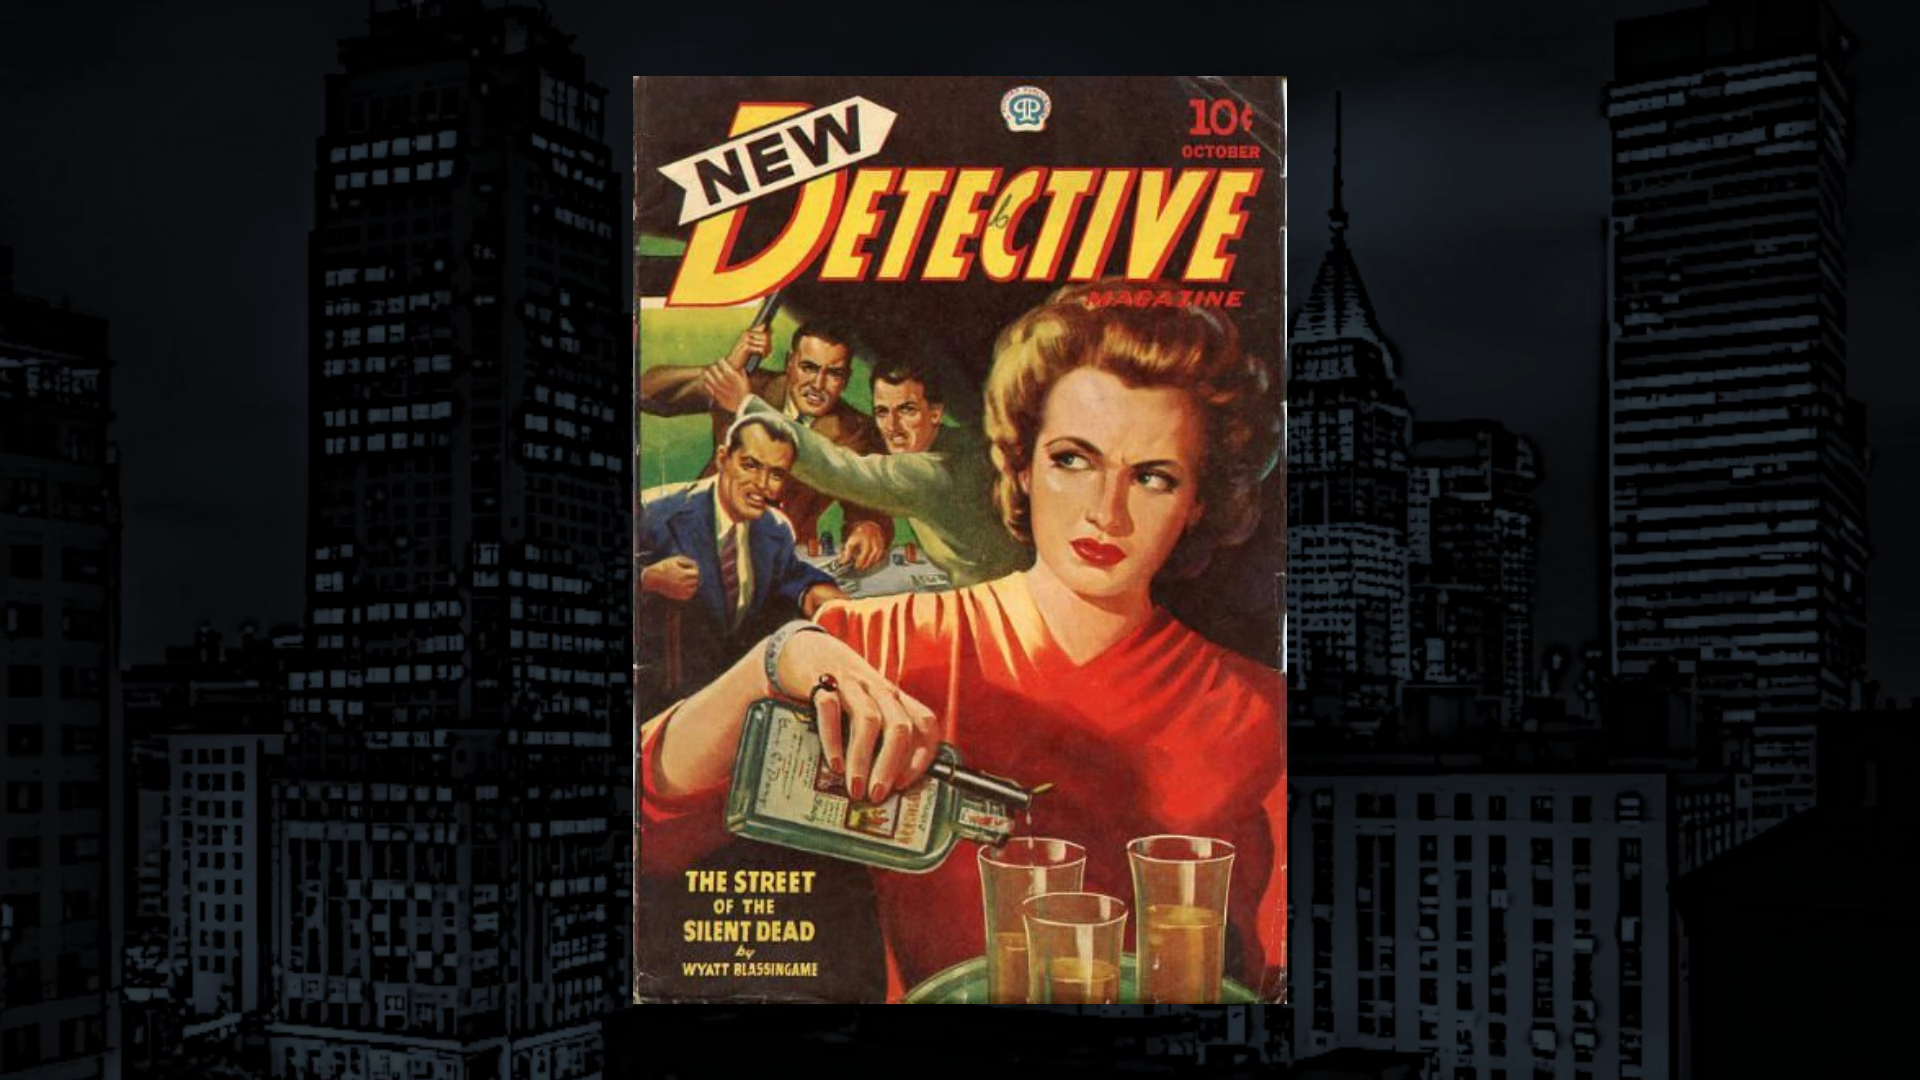 NEW
DETECTIVE
MAGAZINE
10¢
OCTOBER
THE STREET
OF THE
SILENT DEAD
by
WYATT BLASSINGAME